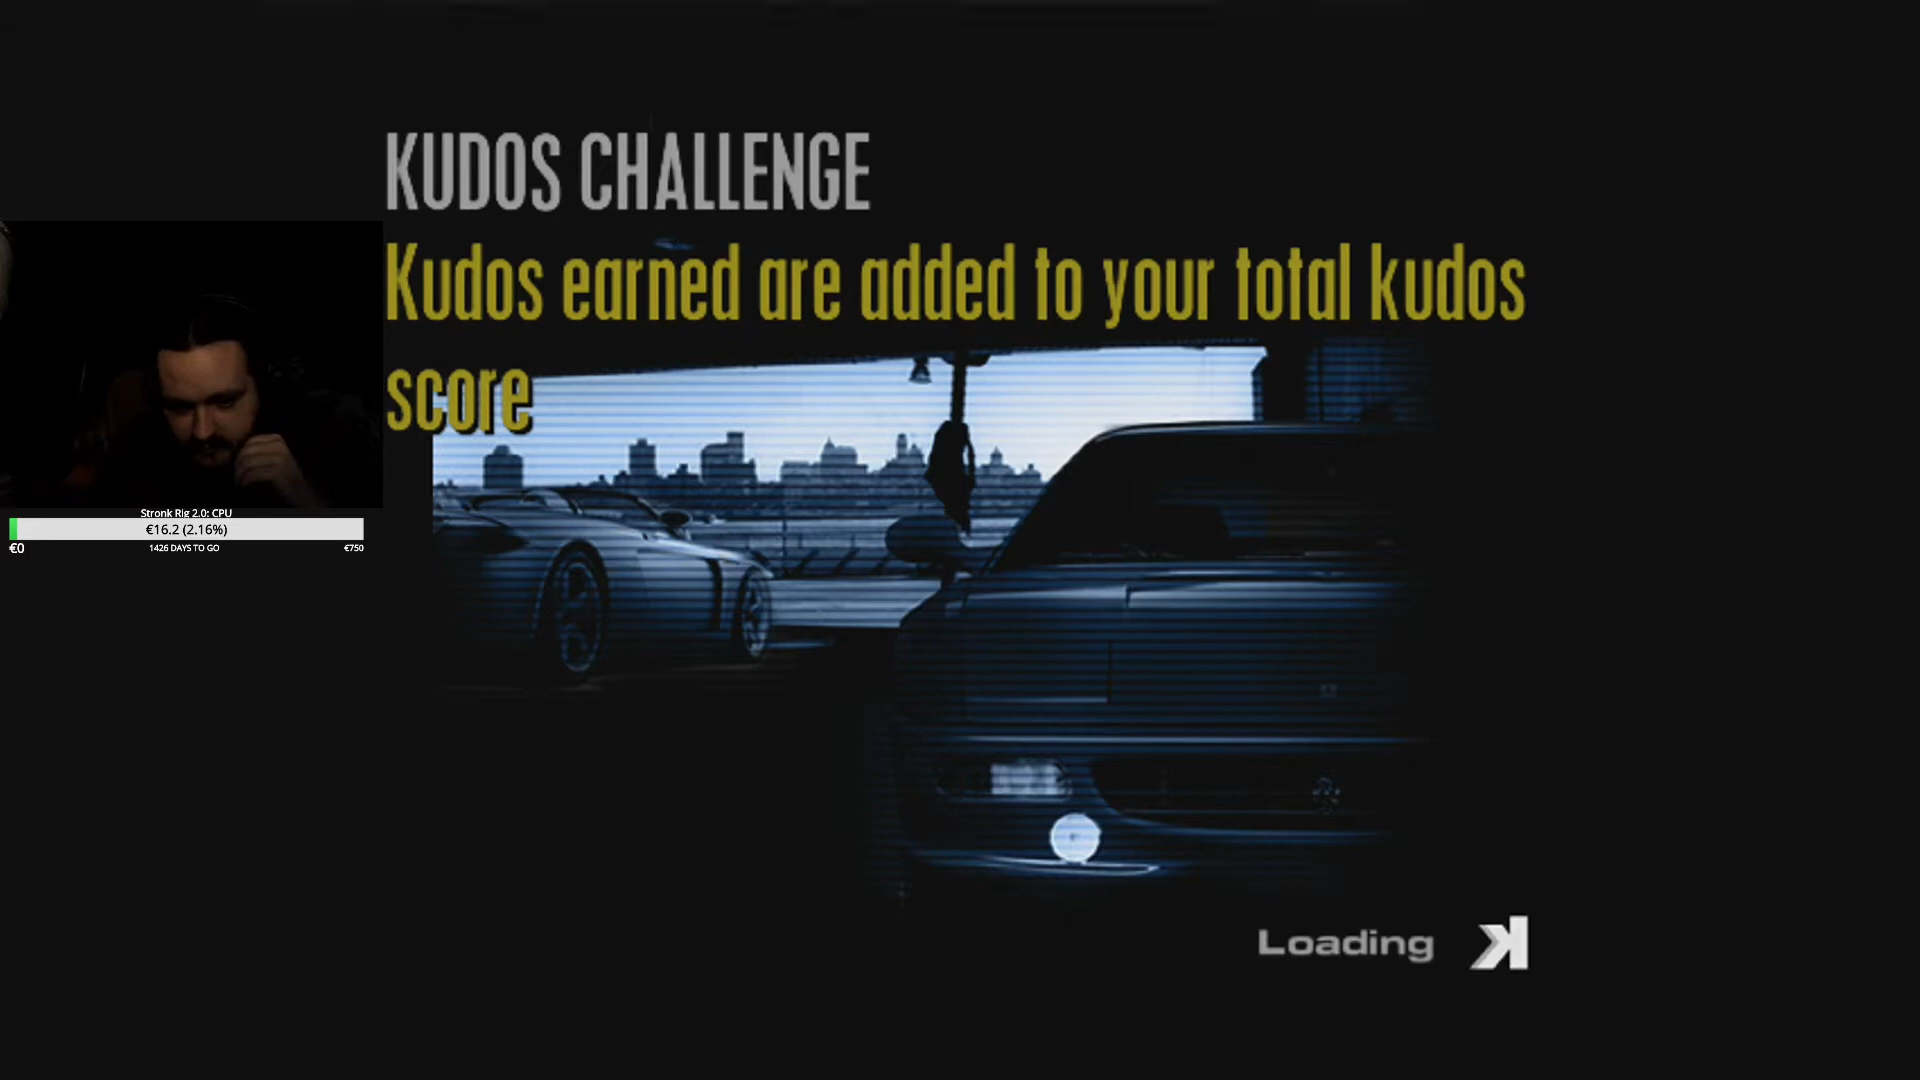 KUDOS CHALLENGE
Kudos earned are added to your total kudos
score
Stronk Rig 2.0: CPU
€16.2 (2.16%)
€0
1426 DAYS TO GO
€750
Loading